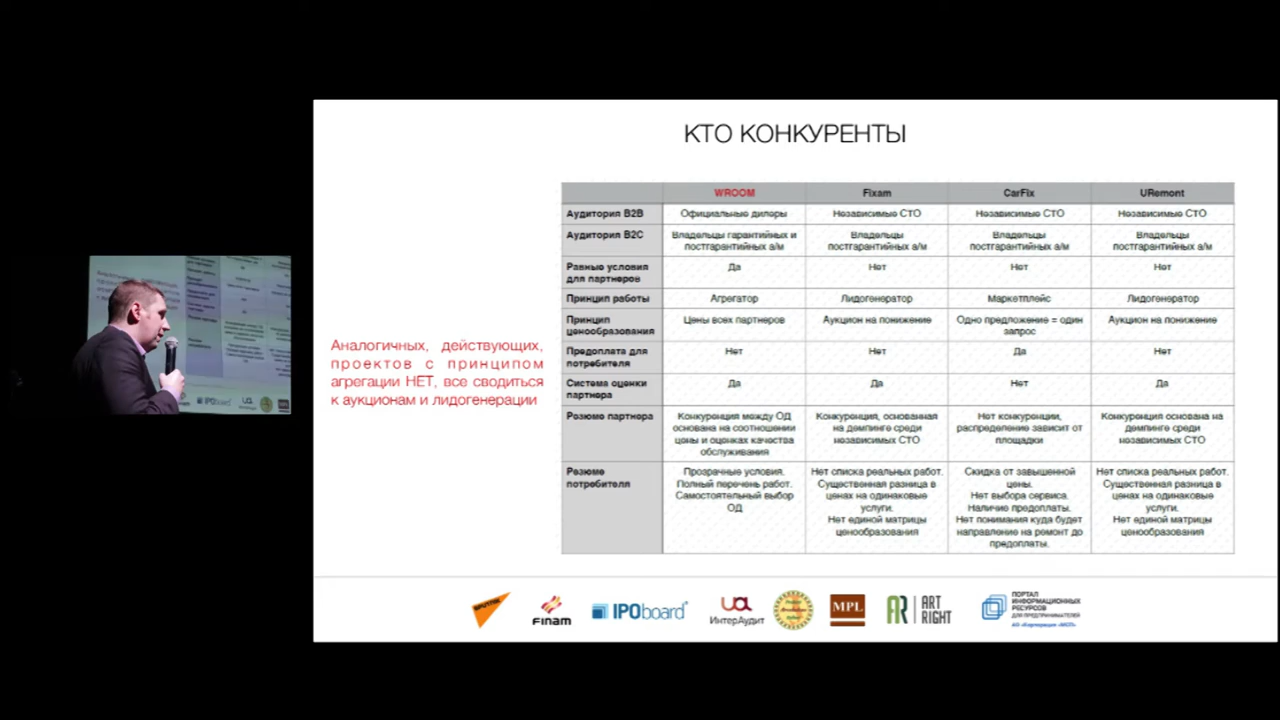 КТО КОНКУРЕНТЫ
Аналогичных, действующих,
проектов с принципом
агрегации НЕТ, все сводиться
к аукционам и лидогенерации
WROOM Fixam CarFix URemont
Аудитория B2B Официальные дилеры Независимые СТО Независимые СТО Независимые СТО
Аудитория B2C Владельцы гарантийных и постгарантийных а/м Владельцы постгарантийных а/м Владельцы постгарантийных а/м Владельцы постгарантийных а/м
Равные условия для партнеров Да Нет Нет Нет
Принцип работы Агрегатор Лидогенератор Маркетплейс Лидогенератор
Принцип ценообразования Цены всех партнеров Аукцион на понижение Одно предложение = один запрос Аукцион на понижение
Предоплата для потребителя Нет Нет Да Нет
Система оценки партнера Да Да Нет Да
Резюме партнера Конкуренция между ОД основана на соотношении цены и оценках качества обслуживания Конкуренция, основанная на демпинге среди независимых СТО Нет конкуренции, распределение зависит от площадки Конкуренция основана на демпинге среди независимых СТО
Резюме потребителя Прозрачные условия. Полный перечень работ. Самостоятельный выбор ОД Нет списка реальных работ. Существенная разница в ценах на одинаковые услуги. Нет единой матрицы ценообразования Скидка от завышенной цены. Нет выбора сервиса. Наличие предоплаты. Нет понимания куда будет направление на ремонт до предоплаты. Нет списка реальных работ. Существенная разница в ценах на одинаковые услуги. Нет единой матрицы ценообразования
SPUTNIK
FINAM
IPOboard
ИнтерАудит
MPL
AR ART RIGHT
ПОРТАЛ
ИНФОРМАЦИОННЫХ
РЕСУРСОВ
ДЛЯ ПРЕДПРИНИМАТЕЛЕЙ
АО «Корпорация «МСП»